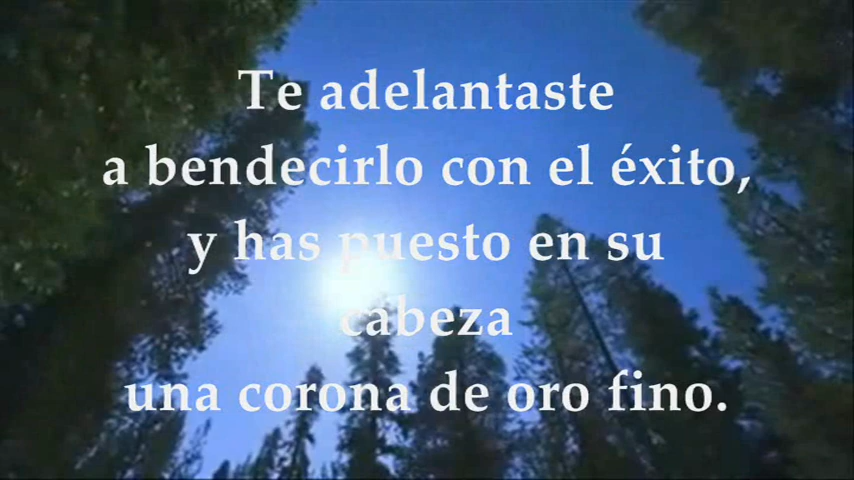 Te adelantaste
a bendecirlo con el éxito,
y has puesto en su
cabeza
una corona de oro fino.